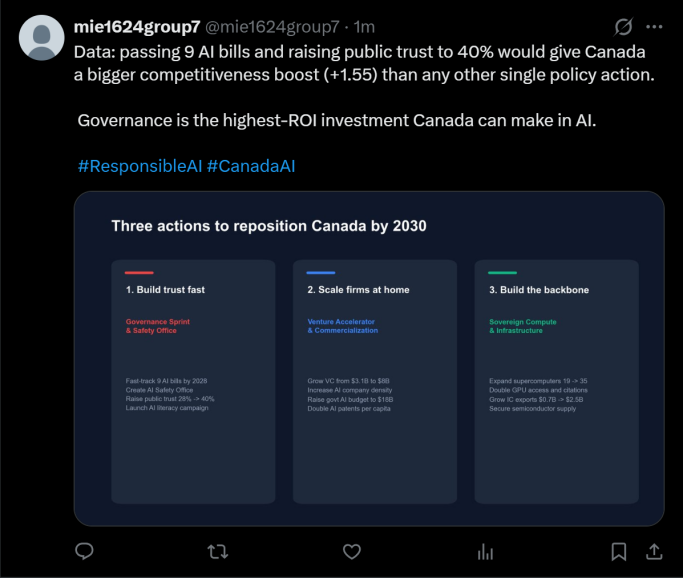 mie1624group7 @mie1624group7 · 1m
Data: passing 9 AI bills and raising public trust to 40% would give Canada
a bigger competitiveness boost (+1.55) than any other single policy action.
Governance is the highest-ROI investment Canada can make in AI.
#ResponsibleAI #CanadaAI
Three actions to reposition Canada by 2030
1. Build trust fast
Governance Sprint
& Safety Office
Fast-track 9 AI bills by 2028
Create AI Safety Office
Raise public trust 28% -> 40%
Launch AI literacy campaign
2. Scale firms at home
Venture Accelerator
& Commercialization
Grow VC from $3.1B to $8B
Increase AI company density
Raise govt AI budget to $18B
Double AI patents per capita
3. Build the backbone
Sovereign Compute
& Infrastructure
Expand supercomputers 19 -> 35
Double GPU access and citations
Grow IC exports $0.7B -> $2.5B
Secure semiconductor supply